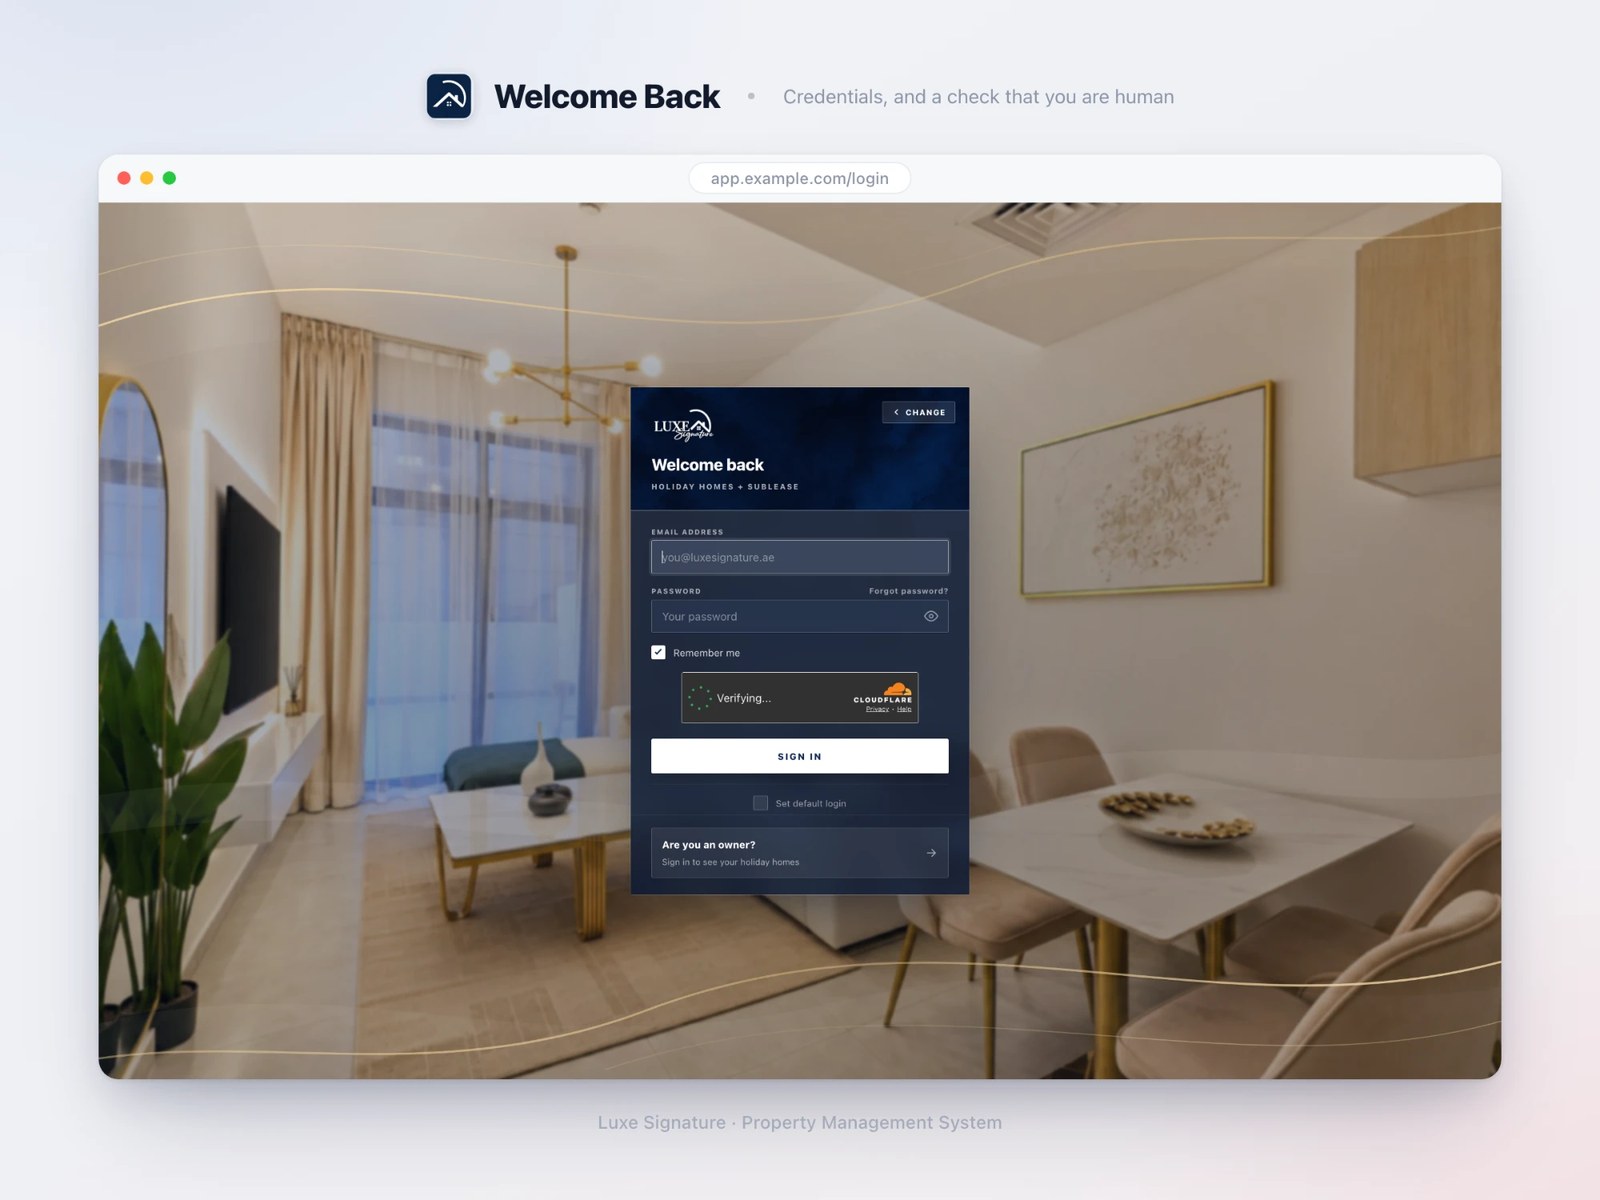 Welcome Back • Credentials, and a check that you are human
app.example.com/login
LUXE
Signature
CHANGE
Welcome back
HOLIDAY HOMES + SUBLEASE
EMAIL ADDRESS
you@luxesignature.ae
PASSWORD Forgot password?
Your password
Remember me
Verifying...
CLOUDFLARE
Privacy • Help
SIGN IN
Set default login
Are you an owner?
Sign in to see your holiday homes
Luxe Signature · Property Management System